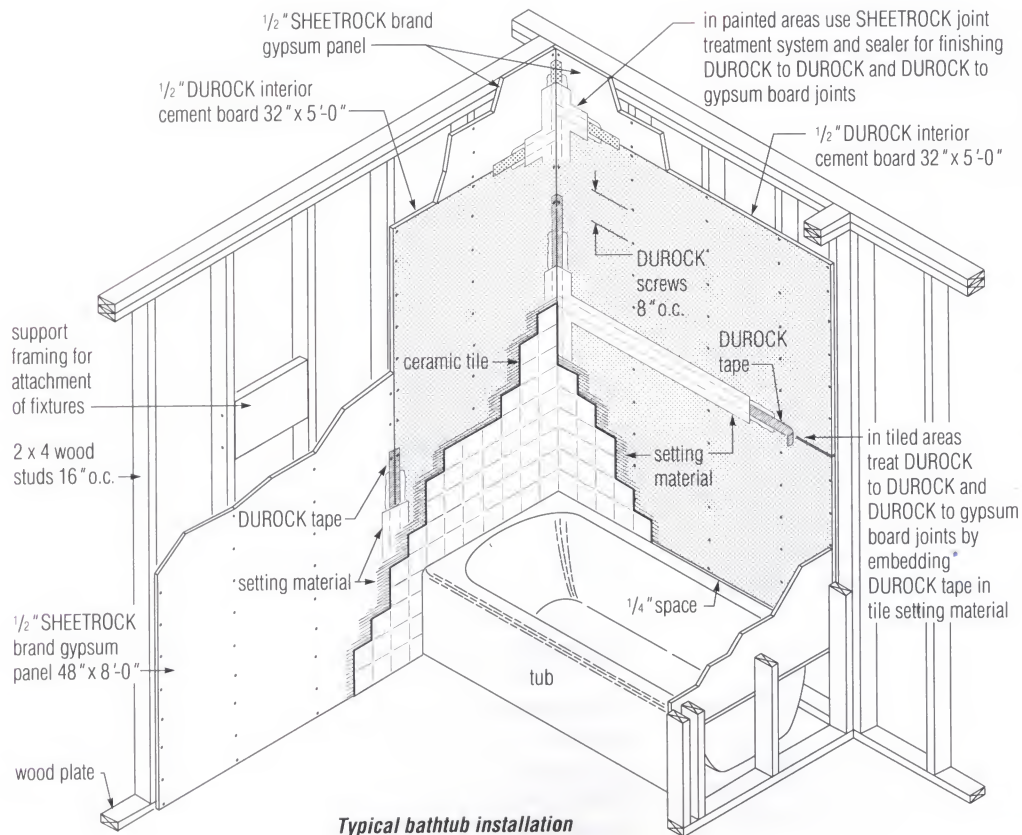 1/2" SHEETROCK brand
gypsum panel
in painted areas use SHEETROCK joint
treatment system and sealer for finishing
DUROCK to DUROCK and DUROCK to
gypsum board joints
1/2" DUROCK interior
cement board 32" x 5'-0"
1/2" DUROCK interior
cement board 32" x 5'-0"
DUROCK
screws
8" o.c.
support
framing for
attachment
of fixtures
ceramic tile
DUROCK
tape
2 x 4 wood
studs 16" o.c.
setting
material
in tiled areas
treat DUROCK
to DUROCK and
DUROCK to gypsum
board joints by
embedding
DUROCK tape in
tile setting material
DUROCK tape
setting material
1/4" space
1/2" SHEETROCK
brand gypsum
panel 48" x 8'-0"
tub
wood plate
Typical bathtub installation